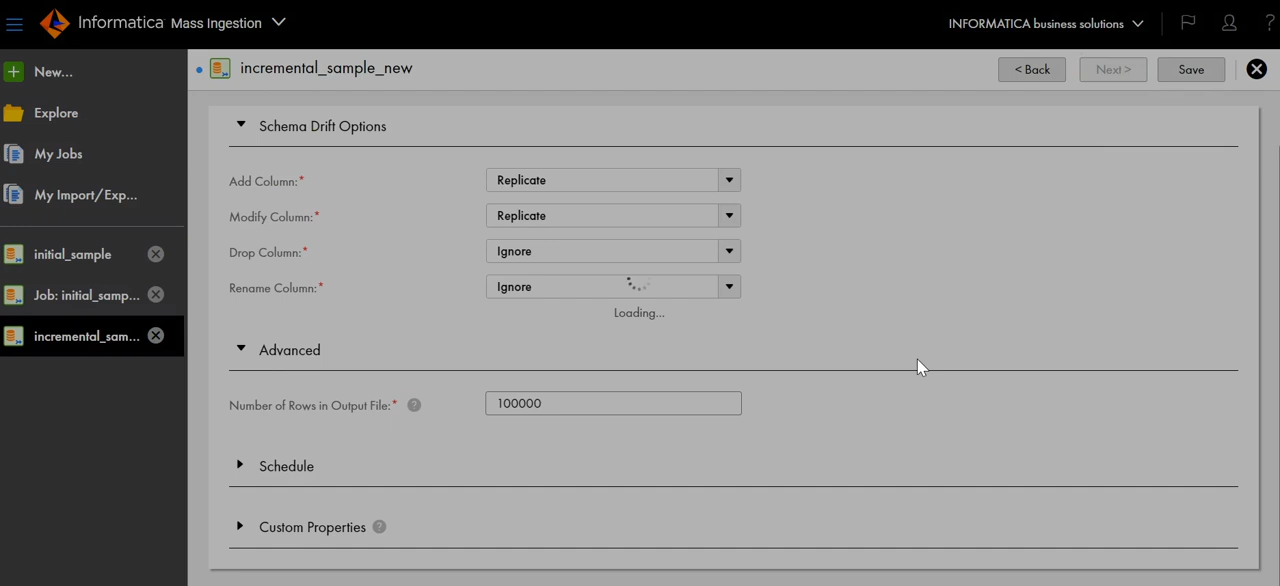 Informatica Mass Ingestion
INFORMATICA business solutions
?
New...
Explore
My Jobs
My Import/Exp...
initial_sample
Job: initial_samp...
incremental_sam...
incremental_sample_new
< Back
Next >
Save
Schema Drift Options
Add Column:* Replicate
Modify Column:* Replicate
Drop Column:* Ignore
Rename Column:* Ignore
Loading...
Advanced
Number of Rows in Output File:* ? 100000
Schedule
Custom Properties ?